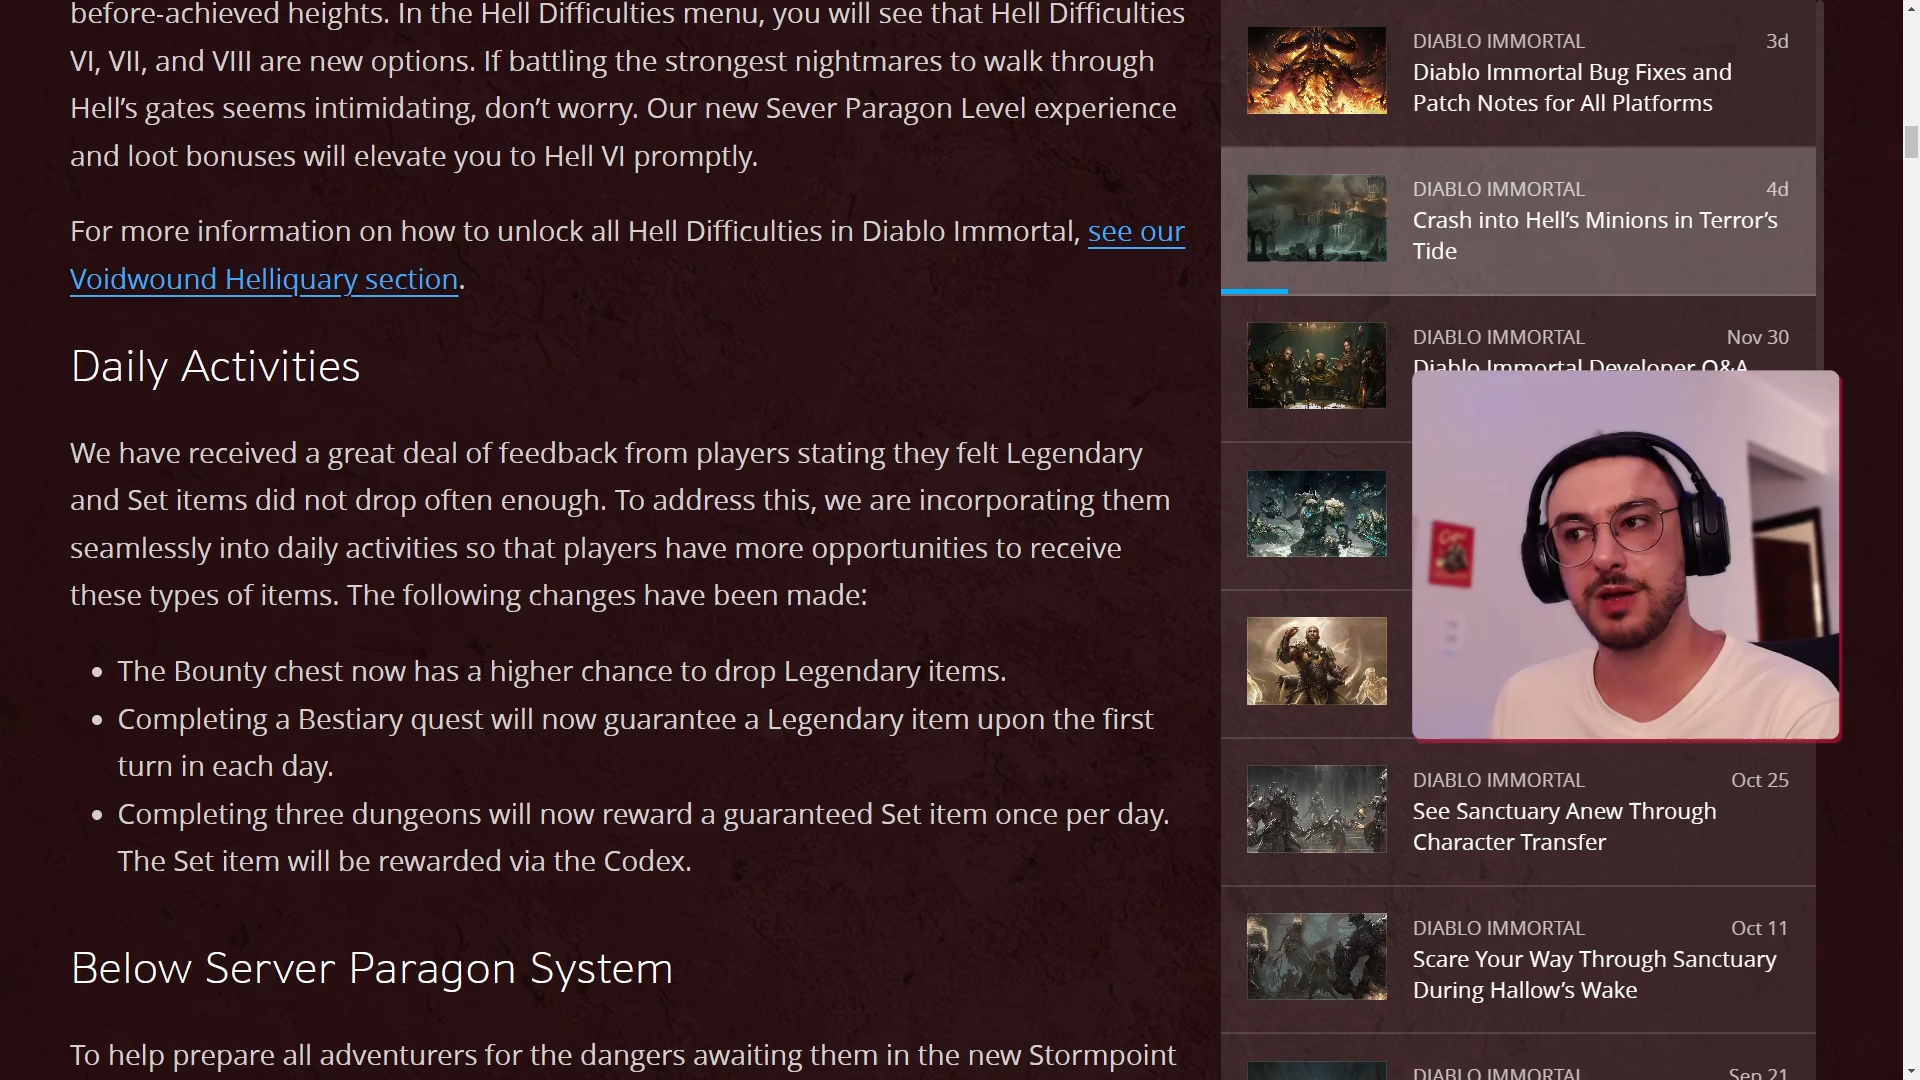 before-achieved heights. In the Hell Difficulties menu, you will see that Hell Difficulties
VI, VII, and VIII are new options. If battling the strongest nightmares to walk through
Hell’s gates seems intimidating, don’t worry. Our new Sever Paragon Level experience
and loot bonuses will elevate you to Hell VI promptly.
For more information on how to unlock all Hell Difficulties in Diablo Immortal, see our
Voidwound Helliquary section.
Daily Activities
We have received a great deal of feedback from players stating they felt Legendary
and Set items did not drop often enough. To address this, we are incorporating them
seamlessly into daily activities so that players have more opportunities to receive
these types of items. The following changes have been made:
• The Bounty chest now has a higher chance to drop Legendary items.
• Completing a Bestiary quest will now guarantee a Legendary item upon the first
turn in each day.
• Completing three dungeons will now reward a guaranteed Set item once per day.
The Set item will be rewarded via the Codex.
Below Server Paragon System
To help prepare all adventurers for the dangers awaiting them in the new Stormpoint
DIABLO IMMORTAL 3d
Diablo Immortal Bug Fixes and
Patch Notes for All Platforms
DIABLO IMMORTAL 4d
Crash into Hell’s Minions in Terror’s
Tide
DIABLO IMMORTAL Nov 30
Diablo Immortal Developer Q&A
DIABLO IMMORTAL Oct 25
See Sanctuary Anew Through
Character Transfer
DIABLO IMMORTAL Oct 11
Scare Your Way Through Sanctuary
During Hallow’s Wake
DIABLO IMMORTAL Sep 21